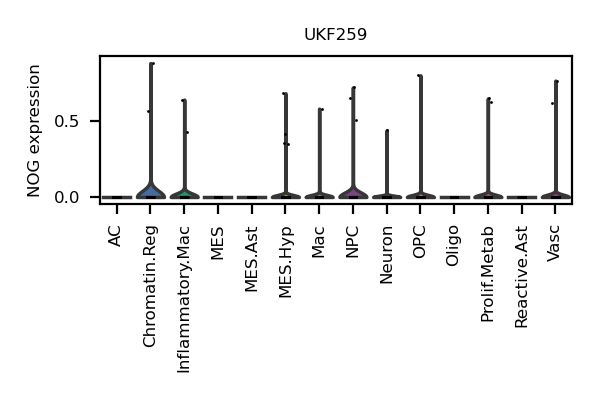 UKF259
NOG expression
0.5
0.0
AC
Chromatin.Reg
Inflammatory.Mac
MES
MES.Ast
MES.Hyp
Mac
NPC
Neuron
OPC
Oligo
Prolif.Metab
Reactive.Ast
Vasc